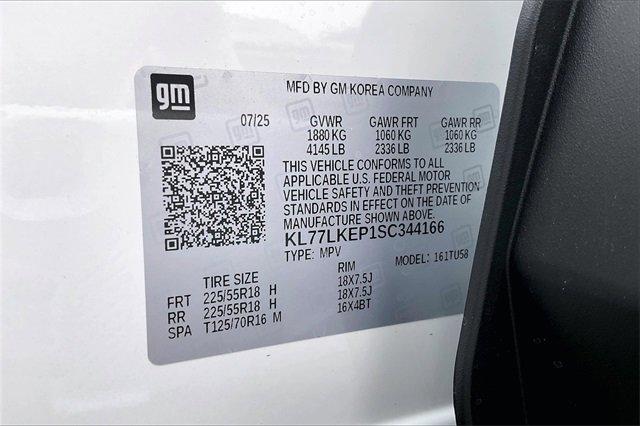 gm
MFD BY GM KOREA COMPANY
07/25 GVWR GAWR FRT GAWR RR
1880 KG 1060 KG 1060 KG
4145 LB 2336 LB 2336 LB
THIS VEHICLE CONFORMS TO ALL
APPLICABLE U.S. FEDERAL MOTOR
VEHICLE SAFETY AND THEFT PREVENTION
STANDARDS IN EFFECT ON THE DATE OF
MANUFACTURE SHOWN ABOVE.
KL77LKEP1SC344166
TYPE: MPV MODEL: 161TU58
TIRE SIZE RIM
FRT 225/55R18 H 18X7.5J
RR 225/55R18 H 18X7.5J
SPA T125/70R16 M 16X4BT